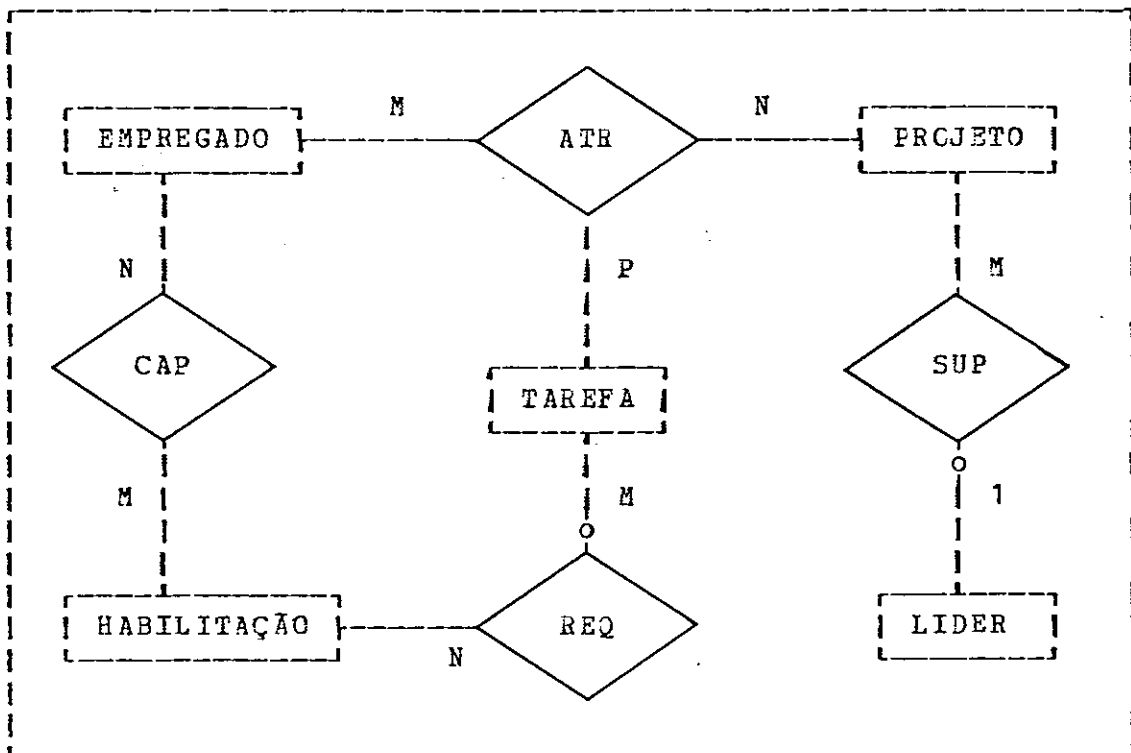 M N
EMPREGADO ATR PROJETO
N P M
CAP TAREFA SUP
M M 1
HABILITAÇÃO REQ LIDER
N